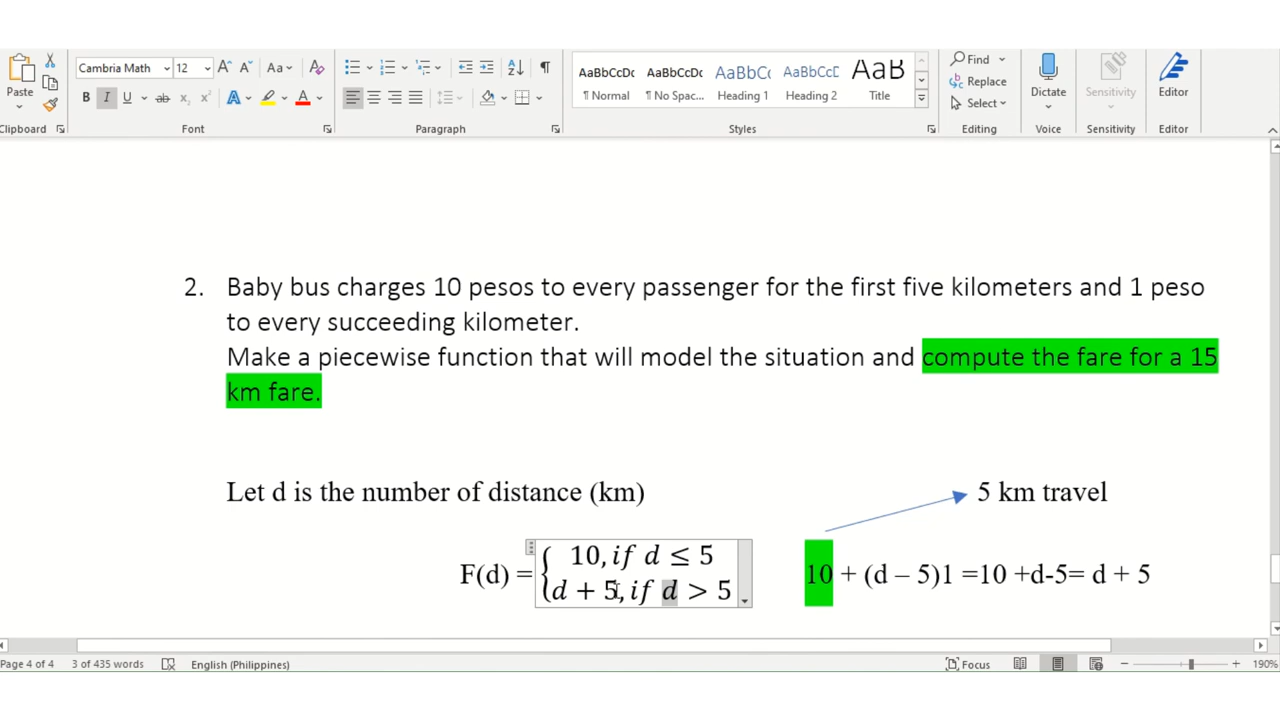 Cambria Math 12 A A Aa A
Find
Replace
Select
Paste
B I U ab x x A A
AaBbCcDc AaBbCcDc AaBbCc AaBbCcD AaB
¶ Normal ¶ No Spac... Heading 1 Heading 2 Title
Dictate Sensitivity Editor
Clipboard Font Paragraph Styles Editing Voice Sensitivity Editor
2. Baby bus charges 10 pesos to every passenger for the first five kilometers and 1 peso
to every succeeding kilometer.
Make a piecewise function that will model the situation and compute the fare for a 15
km fare.
Let d is the number of distance (km) 5 km travel
10, if d ≤ 5
F(d) = { 10 + (d – 5)1 =10 +d-5= d + 5
d + 5, if d > 5
Page 4 of 4 3 of 435 words English (Philippines) Focus 190%